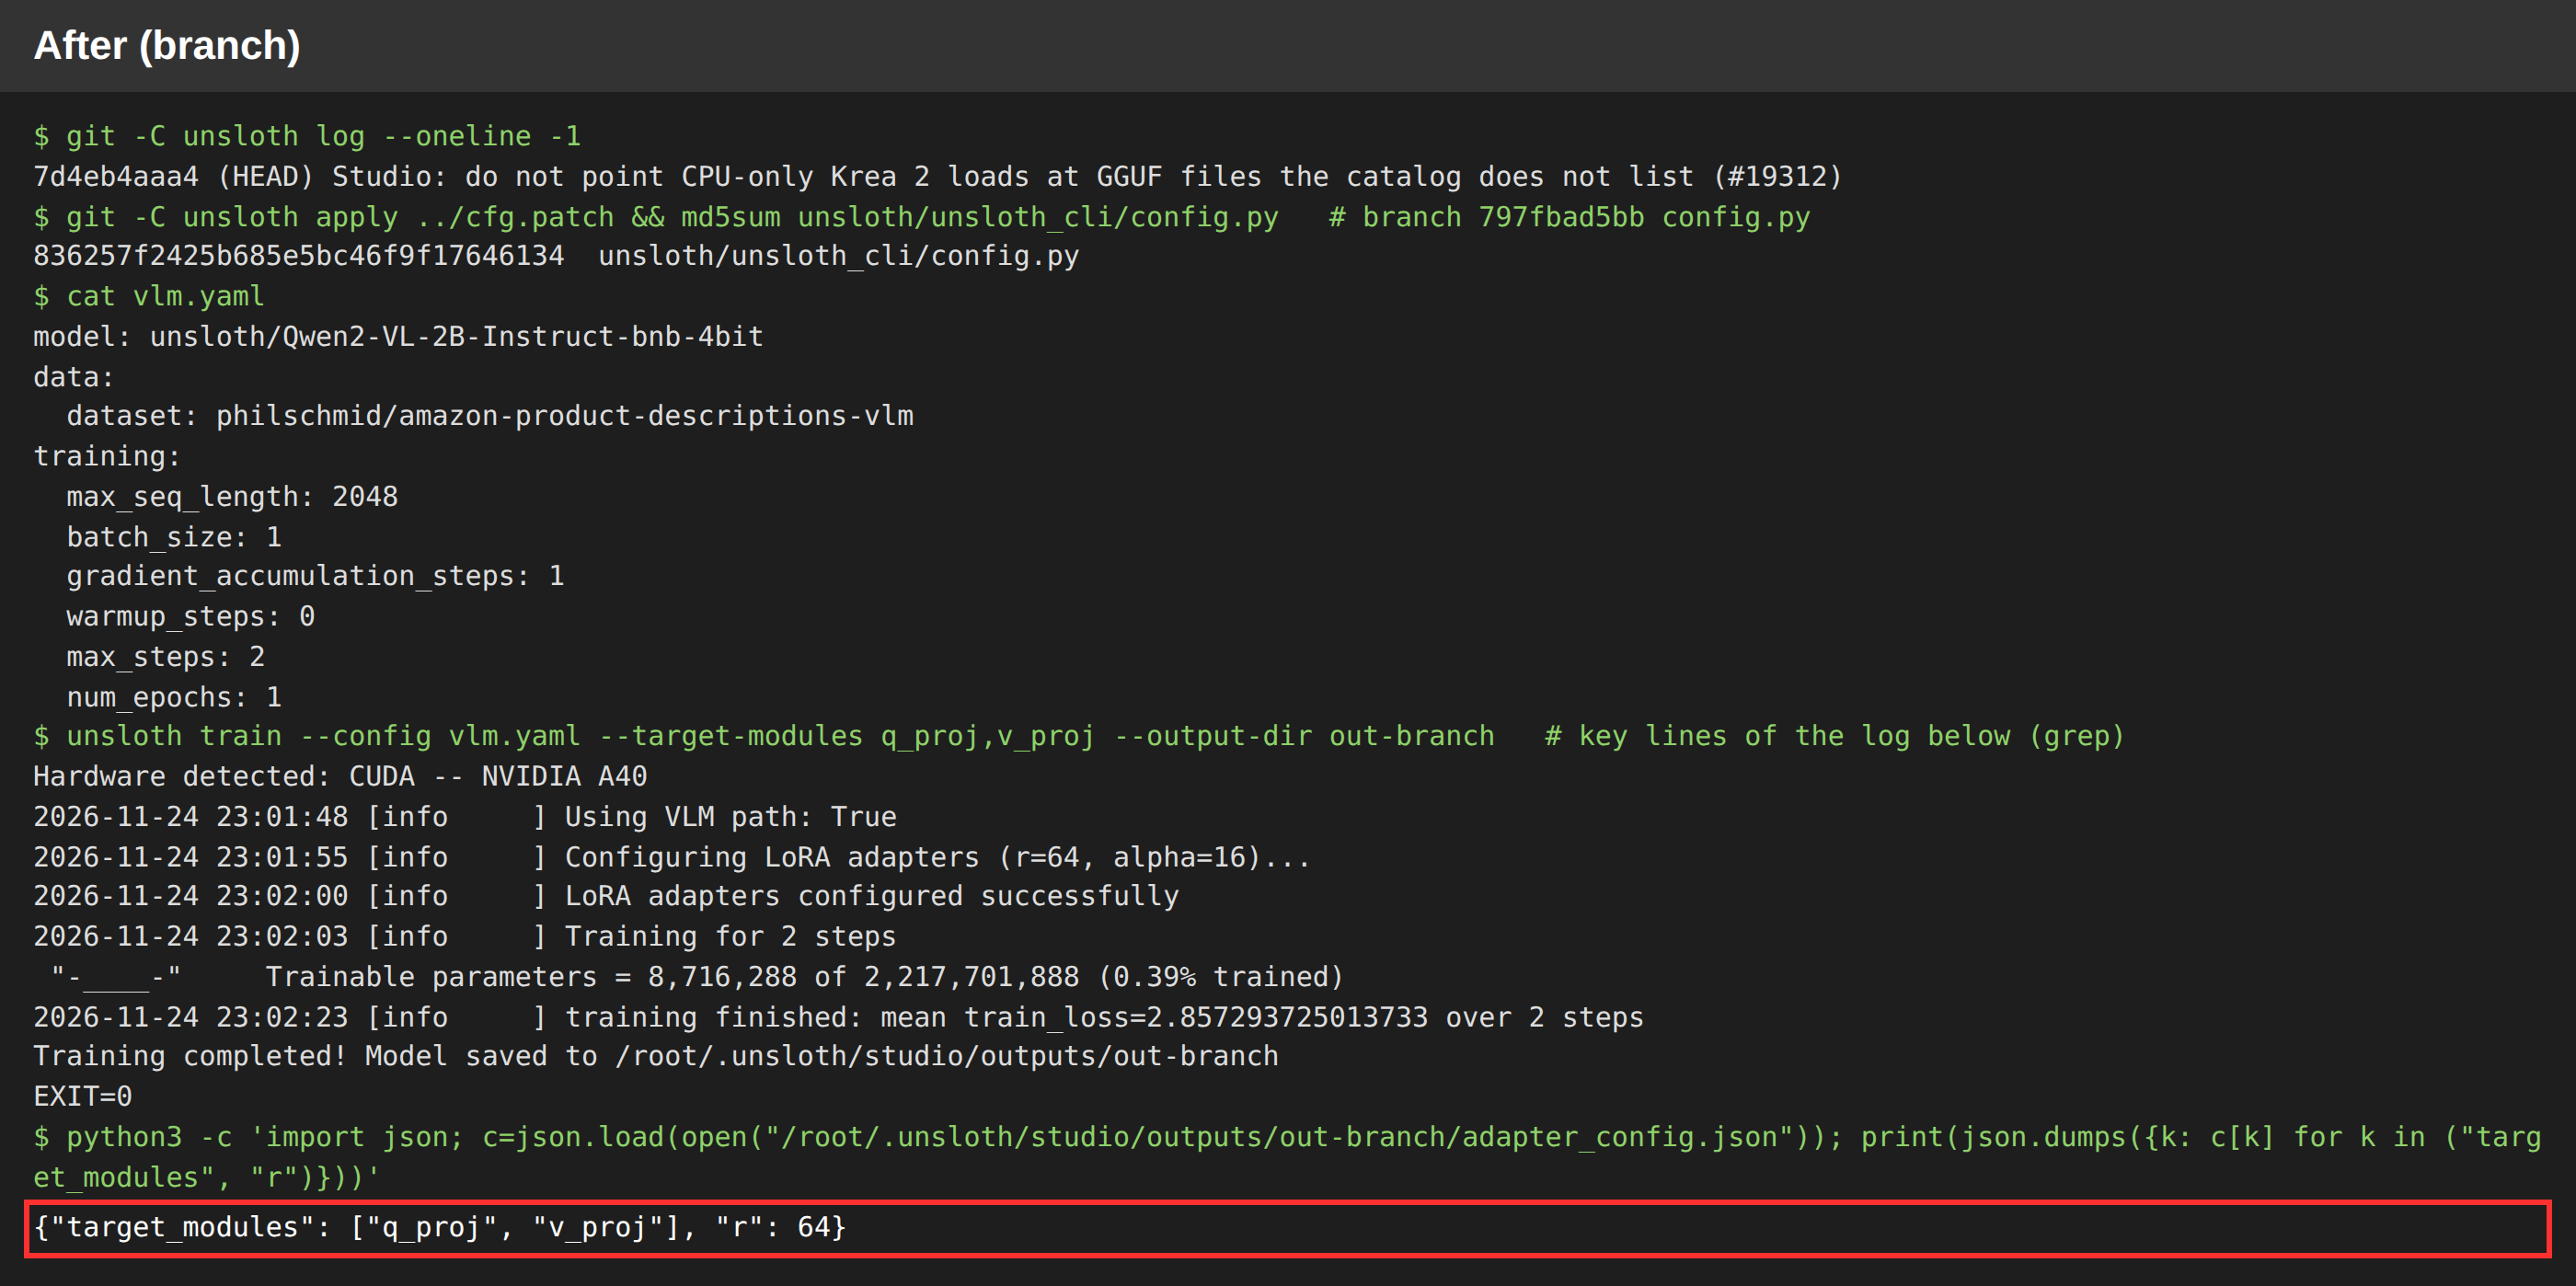 After (branch)
$ git -C unsloth log --oneline -1
7d4eb4aaa4 (HEAD) Studio: do not point CPU-only Krea 2 loads at GGUF files the catalog does not list (#19312)
$ git -C unsloth apply ../cfg.patch && md5sum unsloth/unsloth_cli/config.py   # branch 797fbad5bb config.py
836257f2425b685e5bc46f9f17646134  unsloth/unsloth_cli/config.py
$ cat vlm.yaml
model: unsloth/Qwen2-VL-2B-Instruct-bnb-4bit
data:
  dataset: philschmid/amazon-product-descriptions-vlm
training:
  max_seq_length: 2048
  batch_size: 1
  gradient_accumulation_steps: 1
  warmup_steps: 0
  max_steps: 2
  num_epochs: 1
$ unsloth train --config vlm.yaml --target-modules q_proj,v_proj --output-dir out-branch   # key lines of the log below (grep)
Hardware detected: CUDA -- NVIDIA A40
2026-11-24 23:01:48 [info     ] Using VLM path: True
2026-11-24 23:01:55 [info     ] Configuring LoRA adapters (r=64, alpha=16)...
2026-11-24 23:02:00 [info     ] LoRA adapters configured successfully
2026-11-24 23:02:03 [info     ] Training for 2 steps
 "-____-"     Trainable parameters = 8,716,288 of 2,217,701,888 (0.39% trained)
2026-11-24 23:02:23 [info     ] training finished: mean train_loss=2.857293725013733 over 2 steps
Training completed! Model saved to /root/.unsloth/studio/outputs/out-branch
EXIT=0
$ python3 -c 'import json; c=json.load(open("/root/.unsloth/studio/outputs/out-branch/adapter_config.json")); print(json.dumps({k: c[k] for k in ("targ
et_modules", "r")}))'
{"target_modules": ["q_proj", "v_proj"], "r": 64}